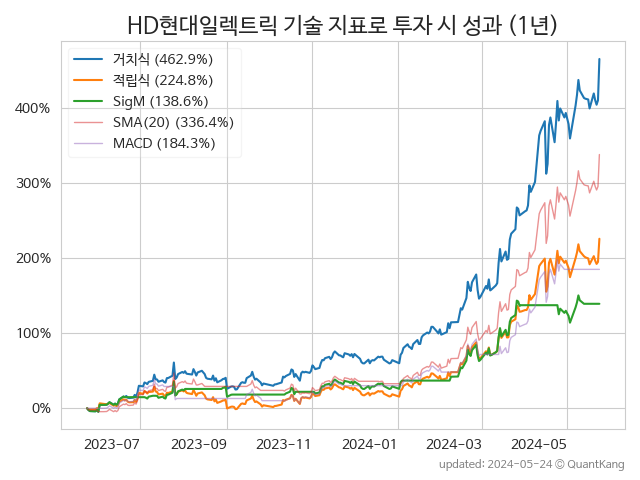 HD현대일렉트릭 기술 지표로 투자 시 성과 (1년)
거치식 (462.9%)
적립식 (224.8%)
SigM (138.6%)
SMA(20) (336.4%)
MACD (184.3%)
400%
300%
200%
100%
0%
2023-07 2023-09 2023-11 2024-01 2024-03 2024-05
updated: 2024-05-24 © QuantKang